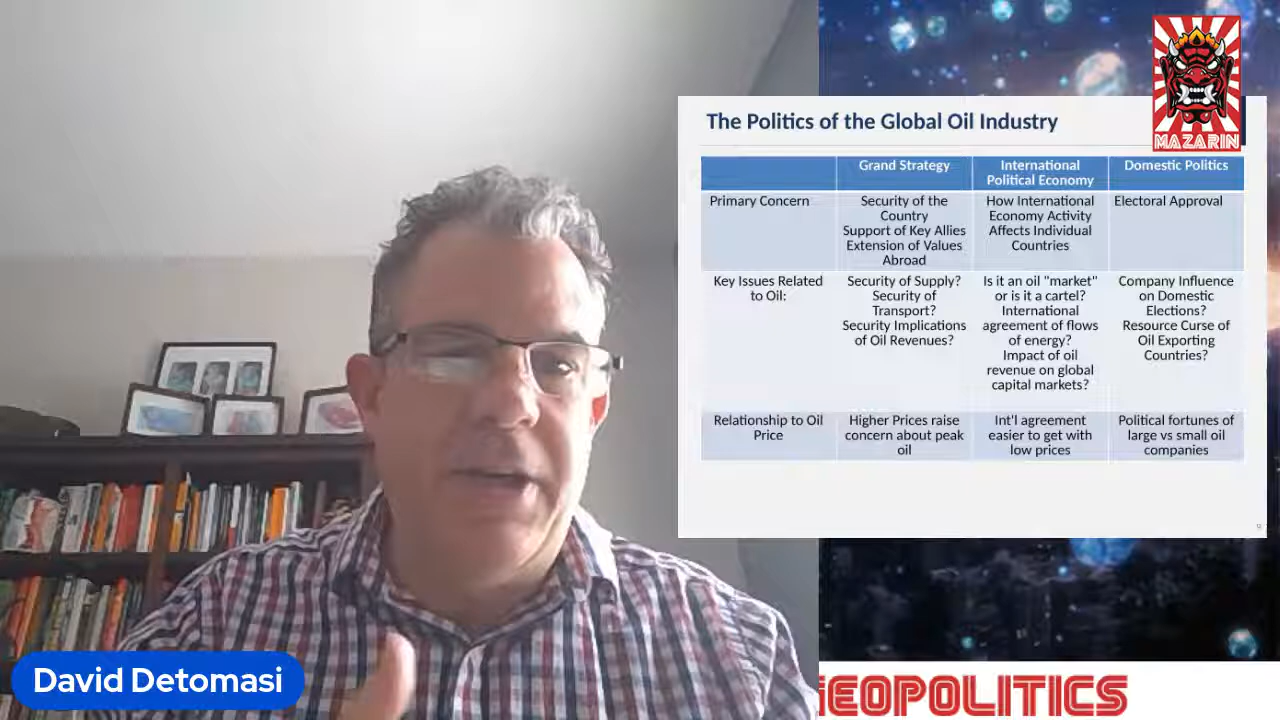 The Politics of the Global Oil Industry
MAZARIN
Grand Strategy
International
Political Economy
Domestic Politics
Primary Concern
Security of the
Country
Support of Key Allies
Extension of Values
Abroad
How International
Economy Activity
Affects Individual
Countries
Electoral Approval
Key Issues Related
to Oil:
Security of Supply?
Security of
Transport?
Security Implications
of Oil Revenues?
Is it an oil "market"
or is it a cartel?
International
agreement of flows
of energy?
Impact of oil
revenue on global
capital markets?
Company Influence
on Domestic
Elections?
Resource Curse of
Oil Exporting
Countries?
Relationship to Oil
Price
Higher Prices raise
concern about peak
oil
Int'l agreement
easier to get with
low prices
Political fortunes of
large vs small oil
companies
9
David Detomasi
GEOPOLITICS